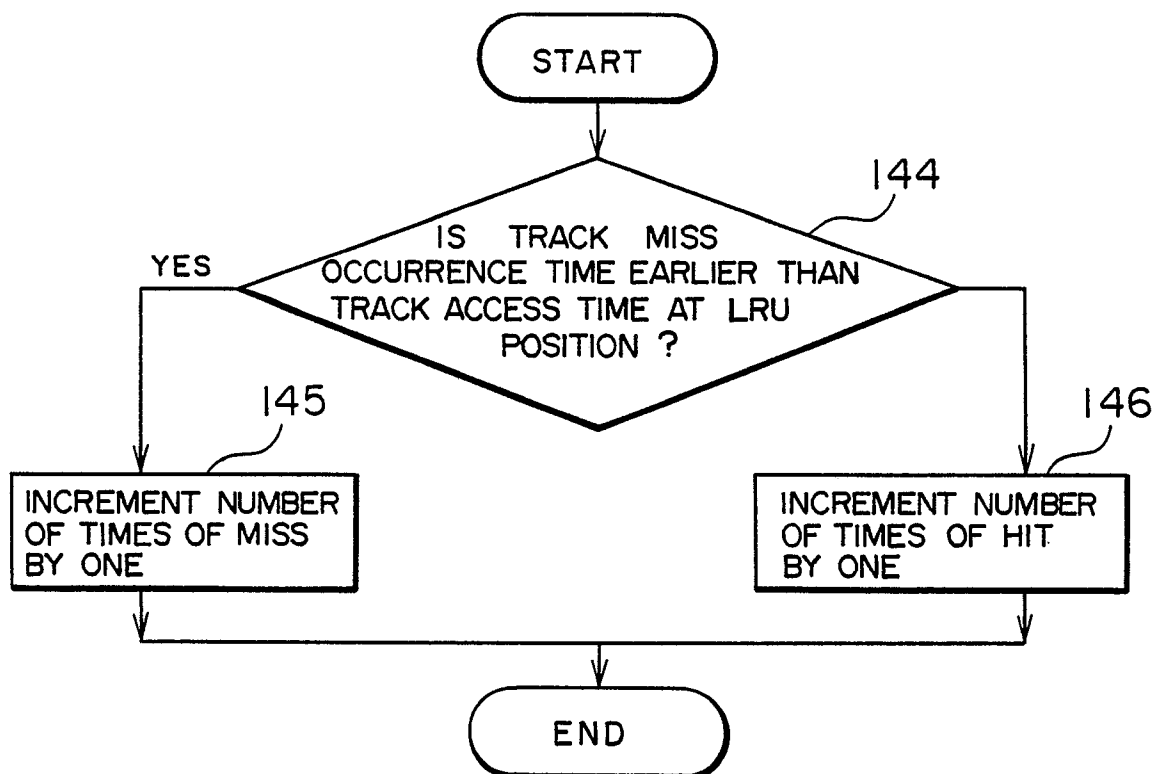 START
144
IS TRACK MISS
OCCURRENCE TIME EARLIER THAN
TRACK ACCESS TIME AT LRU
POSITION ?
YES
145
146
INCREMENT NUMBER
OF TIMES OF MISS
BY ONE
INCREMENT NUMBER
OF TIMES OF HIT
BY ONE
END